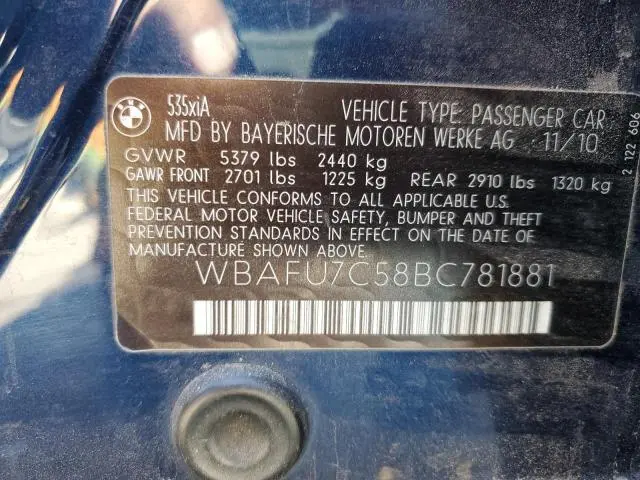 BMW
535xiA
VEHICLE TYPE: PASSENGER CAR
MFD BY BAYERISCHE MOTOREN WERKE AG 11/10
GVWR 5379 lbs 2440 kg
GAWR FRONT 2701 lbs 1225 kg REAR 2910 lbs 1320 kg
THIS VEHICLE CONFORMS TO ALL APPLICABLE U.S.
FEDERAL MOTOR VEHICLE SAFETY, BUMPER AND THEFT
PREVENTION STANDARDS IN EFFECT ON THE DATE OF
MANUFACTURE SHOWN ABOVE.
WBAFU7C58BC781881
2 122 606